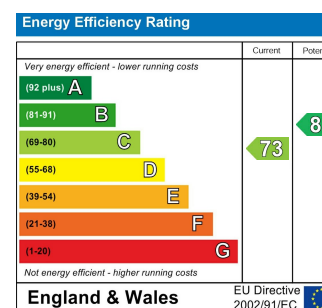 Energy Efficiency Rating
Current
Very energy efficient - lower running costs
(92 plus) A
(81-91) B
(69-80) C
(55-68) D
(39-54) E
(21-38) F
(1-20) G
73
Not energy efficient - higher running costs
England & Wales
EU Directive
2002/91/EC